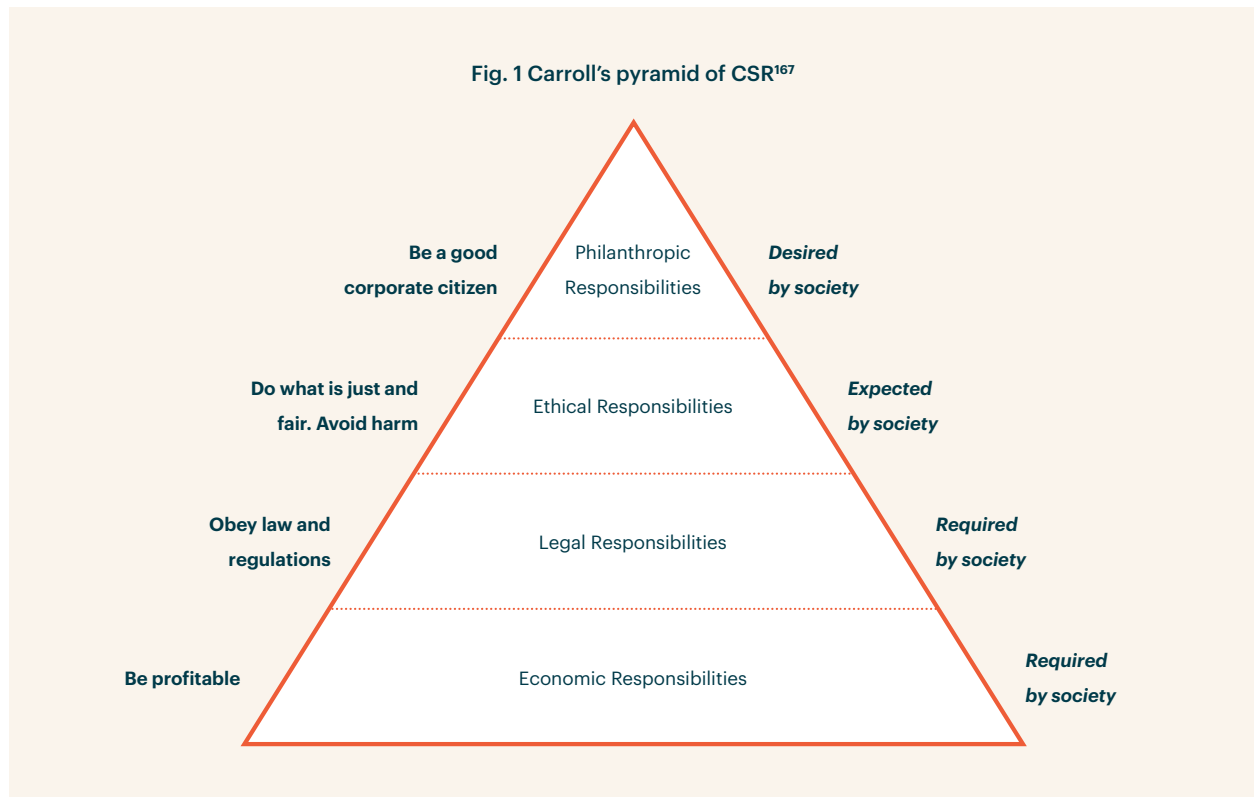 Fig. 1 Carroll’s pyramid of CSR¹⁶⁷
Be a good
corporate citizen
Philanthropic
Responsibilities
Desired
by society
Do what is just and
fair. Avoid harm
Ethical Responsibilities
Expected
by society
Obey law and
regulations
Legal Responsibilities
Required
by society
Be profitable
Economic Responsibilities
Required
by society